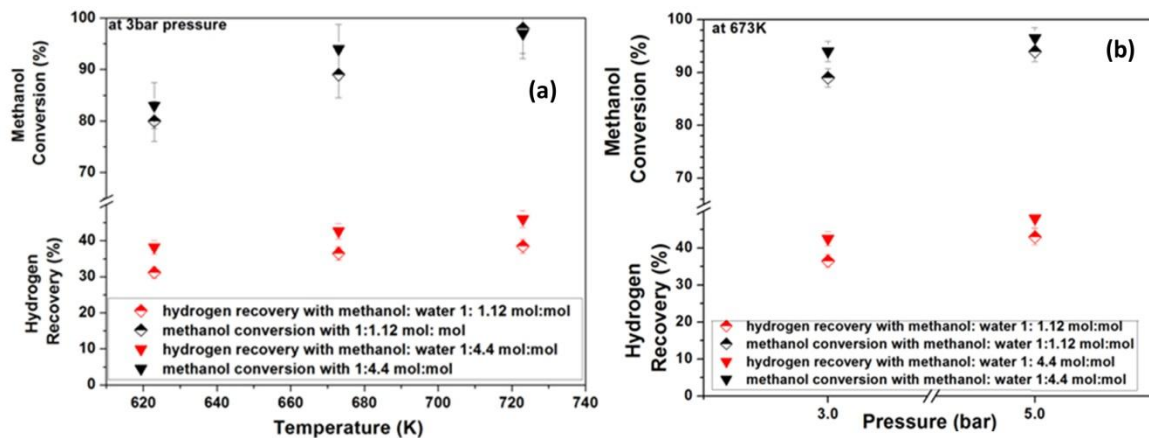 at 3bar pressure
(a)
Methanol
Conversion (%)
Hydrogen
Recovery (%)
100
90
80
70
40
30
20
10
0
hydrogen recovery with methanol: water 1: 1.12 mol:mol
methanol conversion with 1:1.12 mol: mol
hydrogen recovery with methanol: water 1:4.4 mol:mol
methanol conversion with 1:4.4 mol:mol
620 640 660 680 700 720 740
Temperature (K)
at 673K
(b)
Methanol
Conversion (%)
Hydrogen
Recovery (%)
100
90
80
70
40
30
20
10
0
hydrogen recovery with methanol: water 1: 1.12 mol:mol
methanol conversion with methanol: water 1:1.12 mol:mol
hydrogen recovery with methanol: water 1: 4.4 mol:mol
methanol conversion with methanol: water 1:4.4 mol:mol
3.0 5.0
Pressure (bar)